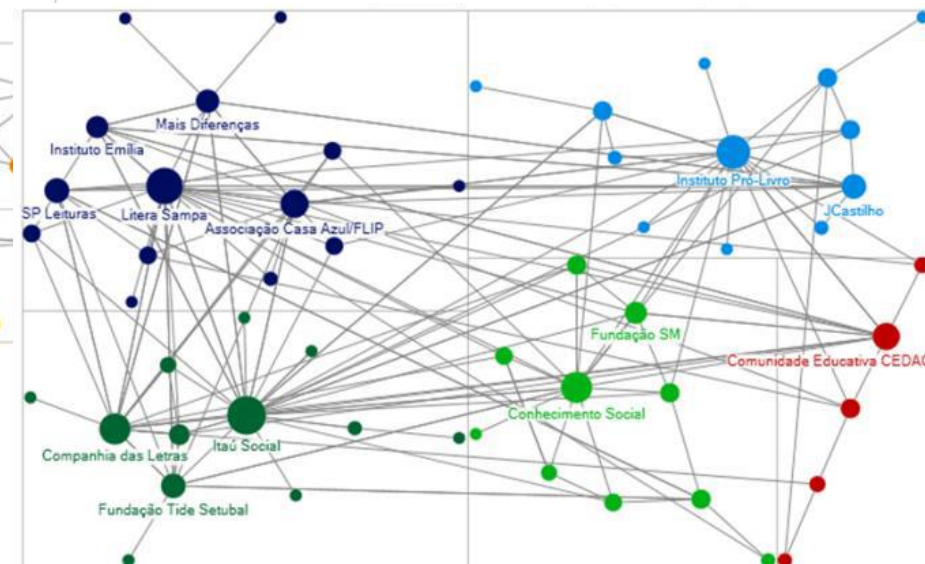 Mais Diferenças
Instituto Emília
SP Leituras
Litera Sampa
Associação Casa Azul/FLIP
Instituto Pró-Livro
JCastilho
Fundação SM
Comunidade Educativa CEDAC
Conhecimento Social
Itaú Social
Companhia das Letras
Fundação Tide Setubal